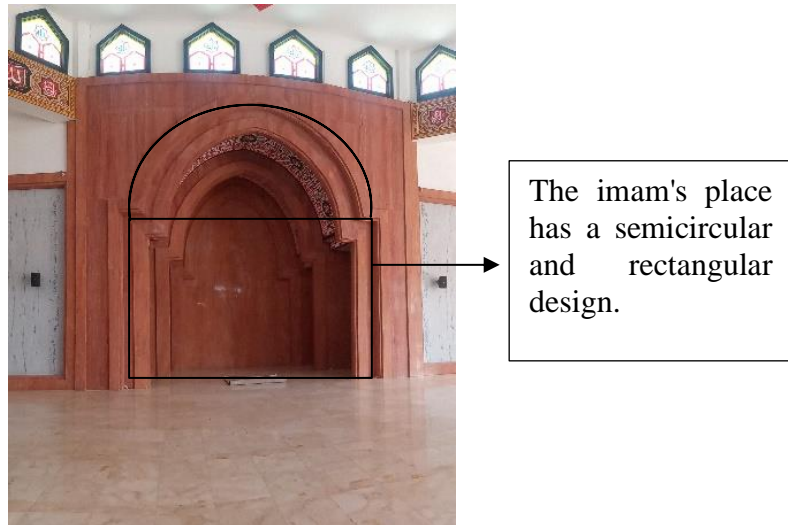 The imam's place
has a semicircular
and rectangular
design.